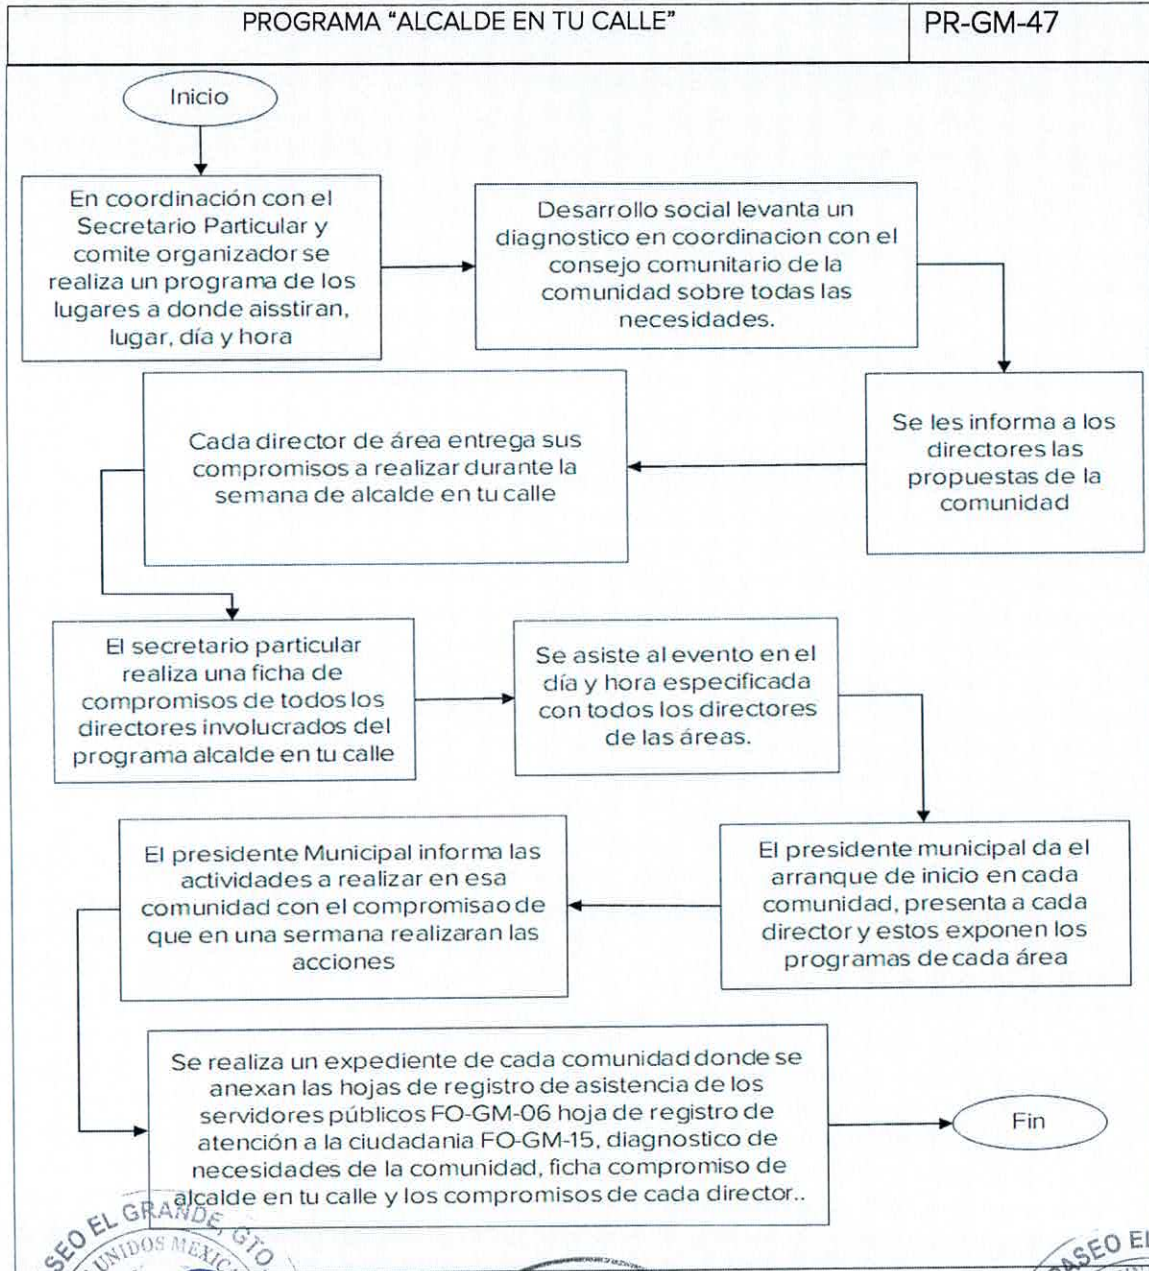 PROGRAMA “ALCALDE EN TU CALLE”
PR-GM-47
Inicio
En coordinación con el
Secretario Particular y
comite organizador se
realiza un programa de los
lugares a donde aisstiran,
lugar, día y hora
Desarrollo social levanta un
diagnostico en coordinacion con el
consejo comunitario de la
comunidad sobre todas las
necesidades.
Se les informa a los
directores las
propuestas de la
comunidad
Cada director de área entrega sus
compromisos a realizar durante la
semana de alcalde en tu calle
El secretario particular
realiza una ficha de
compromisos de todos los
directores involucrados del
programa alcalde en tu calle
Se asiste al evento en el
día y hora especificada
con todos los directores
de las áreas.
El presidente municipal da el
arranque de inicio en cada
comunidad, presenta a cada
director y estos exponen los
programas de cada área
El presidente Municipal informa las
actividades a realizar en esa
comunidad con el compromisao de
que en una sermana realizaran las
acciones
Se realiza un expediente de cada comunidad donde se
anexan las hojas de registro de asistencia de los
servidores públicos FO-GM-06 hoja de registro de
atención a la ciudadania FO-GM-15, diagnostico de
necesidades de la comunidad, ficha compromiso de
alcalde en tu calle y los compromisos de cada director..
Fin
EL GRANDE, GTO.
UNIDOS
EL